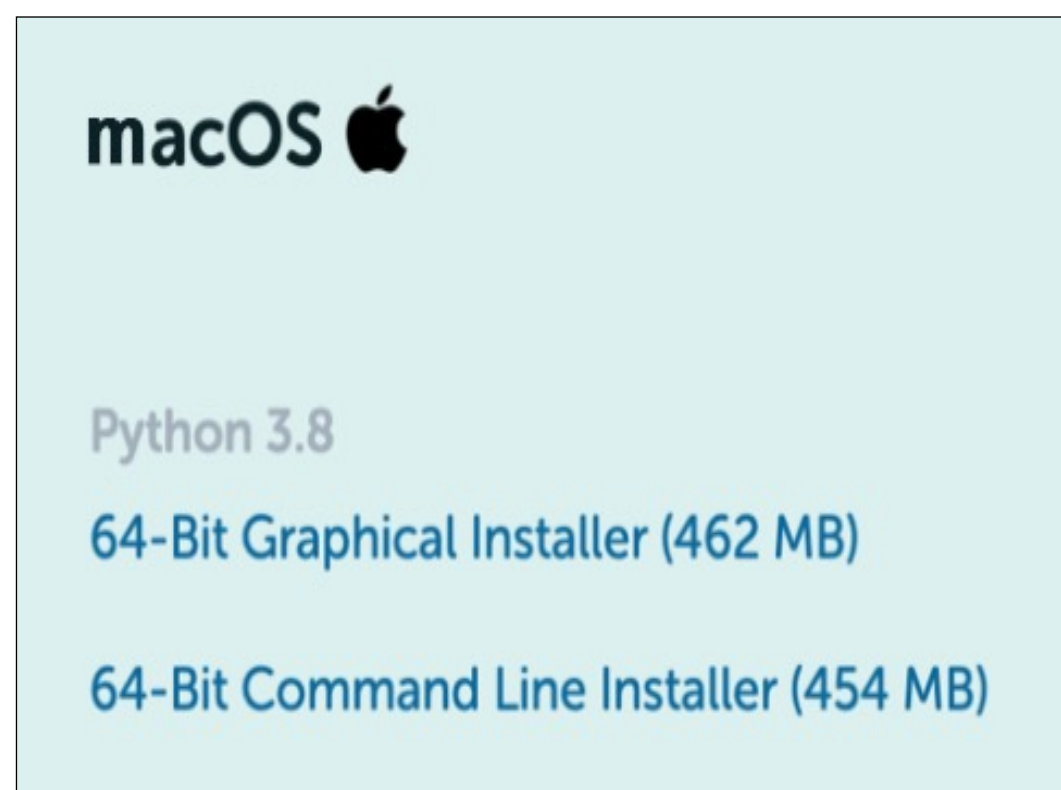 macOS
Python 3.8
64-Bit Graphical Installer (462 MB)
64-Bit Command Line Installer (454 MB)